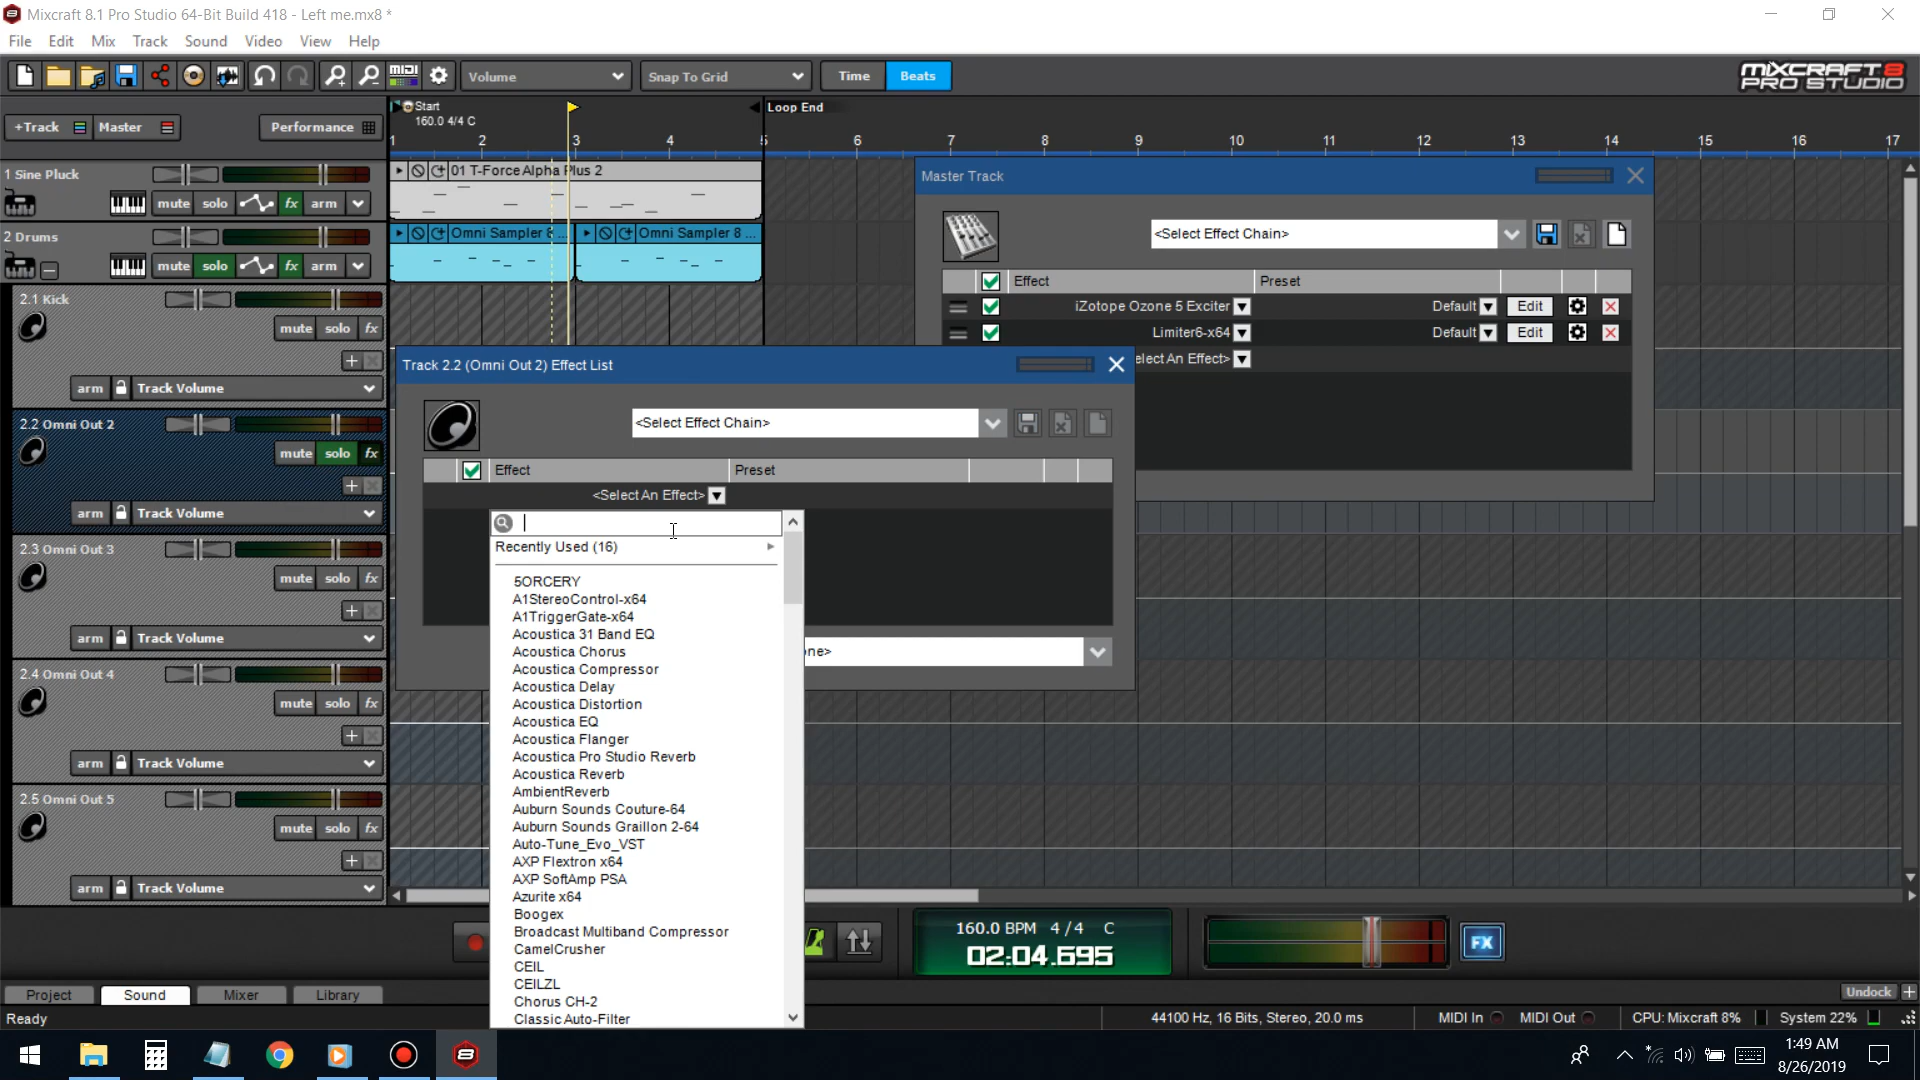 Mixcraft 8.1 Pro Studio 64-Bit Build 418 - Left me.mx8 *
File Edit Mix Track Sound Video View Help
MIDI Volume Snap To Grid Time Beats MIXCRAFT 8 PRO STUDIO
Start
160.0 4/4 C
Loop End
+Track Master Performance
1 2 3 4 5 6 7 8 9 10 11 12 13 14 15 16 17
1 Sine Pluck
mute solo fx arm
01 T-Force Alpha Plus 2
2 Drums
mute solo fx arm
Omni Sampler 8 ... Omni Sampler 8 ...
2.1 Kick
mute solo fx
arm Track Volume
2.2 Omni Out 2
mute solo fx
arm Track Volume
2.3 Omni Out 3
mute solo fx
arm Track Volume
2.4 Omni Out 4
mute solo fx
arm Track Volume
2.5 Omni Out 5
mute solo fx
arm Track Volume
Master Track
<Select Effect Chain>
Effect Preset
iZotope Ozone 5 Exciter Default Edit
Limiter6-x64 Default Edit
elect An Effect>
Track 2.2 (Omni Out 2) Effect List
<Select Effect Chain>
Effect Preset
<Select An Effect>
Recently Used (16)
5ORCERY
A1StereoControl-x64
A1TriggerGate-x64
Acoustica 31 Band EQ
Acoustica Chorus
Acoustica Compressor
Acoustica Delay
Acoustica Distortion
Acoustica EQ
Acoustica Flanger
Acoustica Pro Studio Reverb
Acoustica Reverb
AmbientReverb
Auburn Sounds Couture-64
Auburn Sounds Graillon 2-64
Auto-Tune_Evo_VST
AXP Flextron x64
AXP SoftAmp PSA
Azurite x64
Boogex
Broadcast Multiband Compressor
CamelCrusher
CEIL
CEILZL
Chorus CH-2
Classic Auto-Filter
one>
160.0 BPM 4/4 C
02:04.695
FX
Project Sound Mixer Library
Undock
Ready
44100 Hz, 16 Bits, Stereo, 20.0 ms MIDI In MIDI Out CPU: Mixcraft 8% System 22%
1:49 AM
8/26/2019